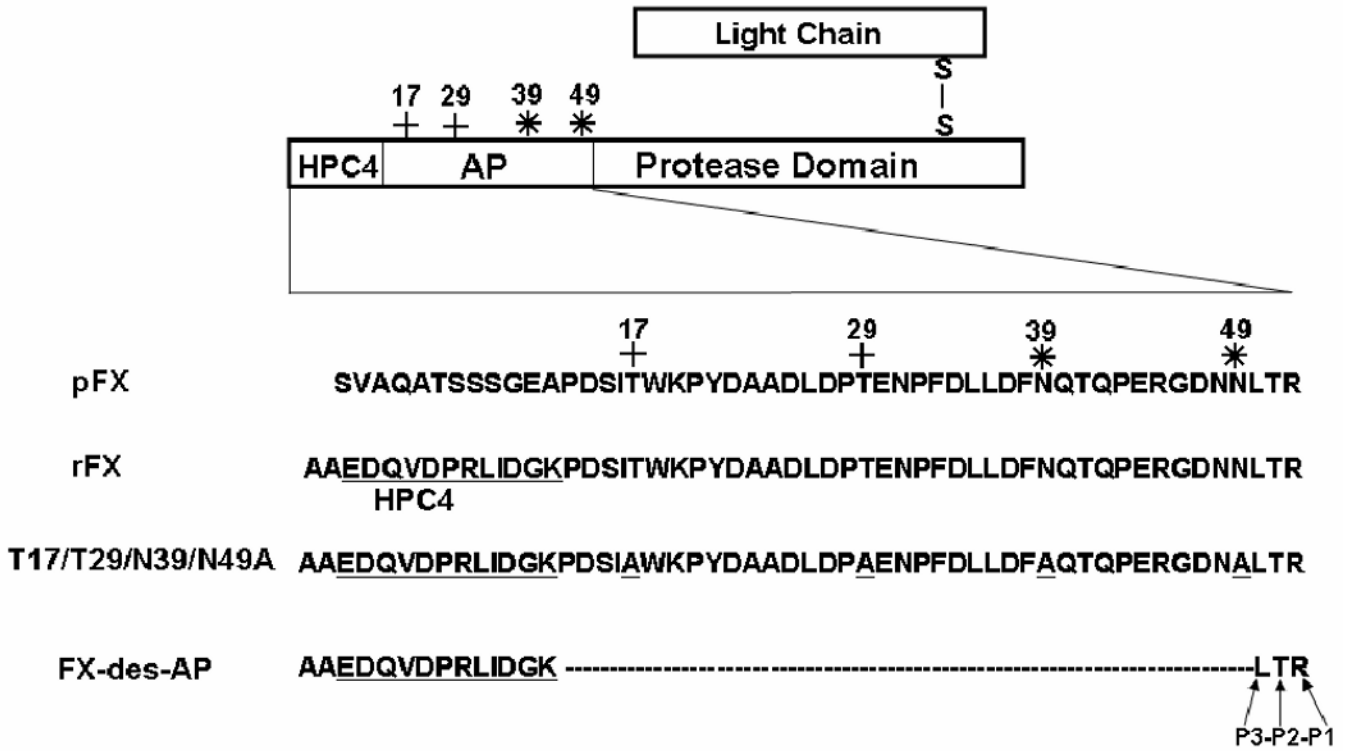 Light Chain
S
S
17 29 39 49
HPC4 AP Protease Domain
17 29 39 49
pFX SVAQATSSSGEAPDSITWKPYDAADLDPTENPFDLLDFNQTQPERGDNNLTR
rFX AAEDQVDPRLIDGKPDSITWKPYDAADLDPTENPFDLLDFNQTQPERGDNNLTR
HPC4
T17/T29/N39/N49A AAEDQVDPRLIDGKPDSIAWKPYDAADLDPAENPFDLLDFAQTQPERGDNALTR
FX-des-AP AAEDQVDPRLIDGK ---------------------------------------------------------LTR
P3-P2-P1